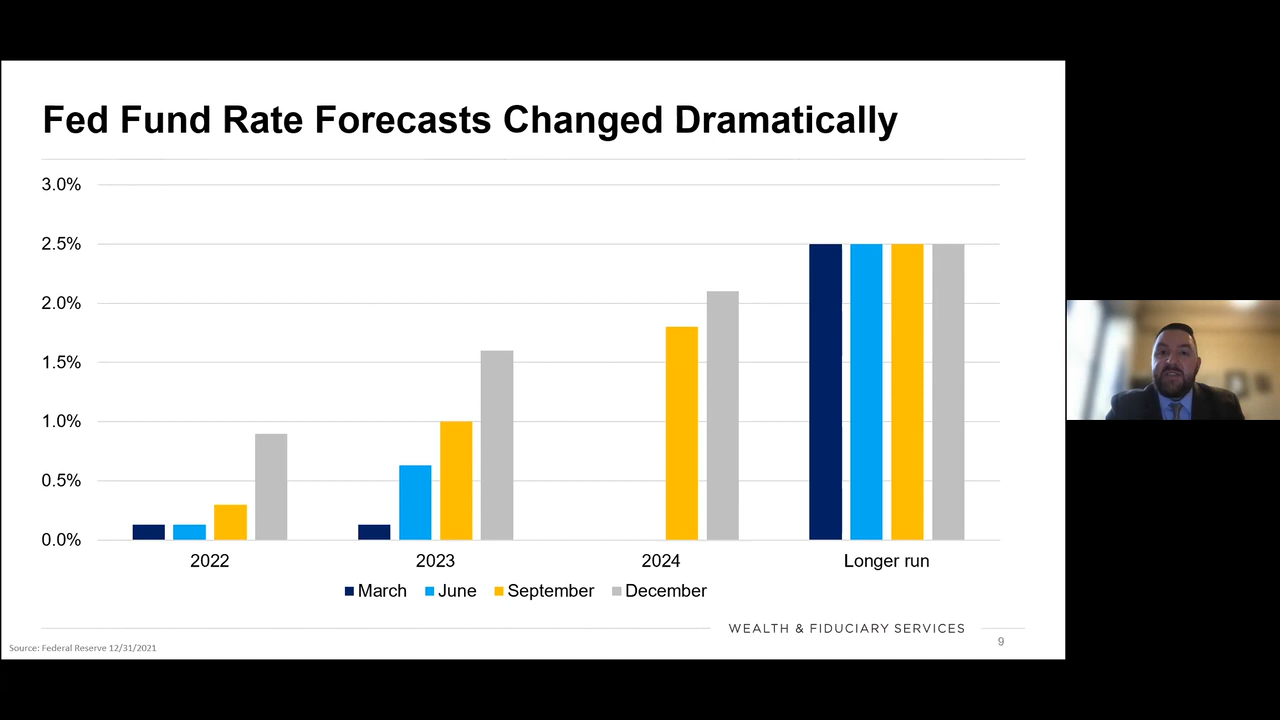 Fed Fund Rate Forecasts Changed Dramatically
3.0%
2.5%
2.0%
1.5%
1.0%
0.5%
0.0%
2022 2023 2024 Longer run
March June September December
WEALTH & FIDUCIARY SERVICES
9
Source: Federal Reserve 12/31/2021